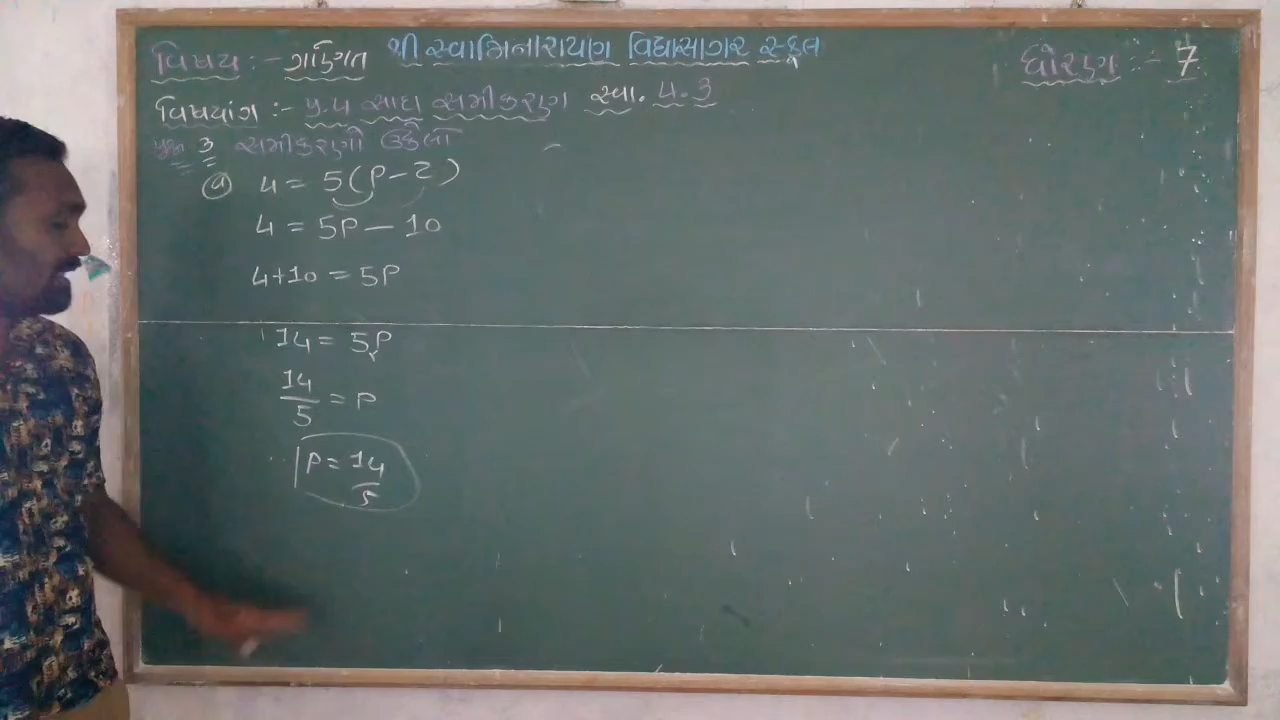 શ્રી સ્વામિનારાયણ વિદ્યાસાગર સ્કૂલ
વિષય :- ગણિત ધોરણ :- 7
વિષયાંગ :- પ્ર.4 સાદા સમીકરણ સ્વા. 4.3
પ્રશ્ન 3 સમીકરણો ઉકેલો
4 = 5(P-2)
4 = 5P - 10
4+10 = 5P
14 = 5P
14/5 = P
P = 14/5